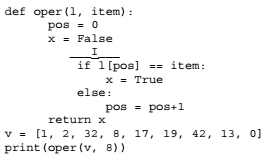 def oper(l, item):
pos = 0
x = False
___I___
if l[pos] == item:
x = True
else:
pos = pos+1
return x
v = [1, 2, 32, 8, 17, 19, 42, 13, 0]
print(oper(v, 8))